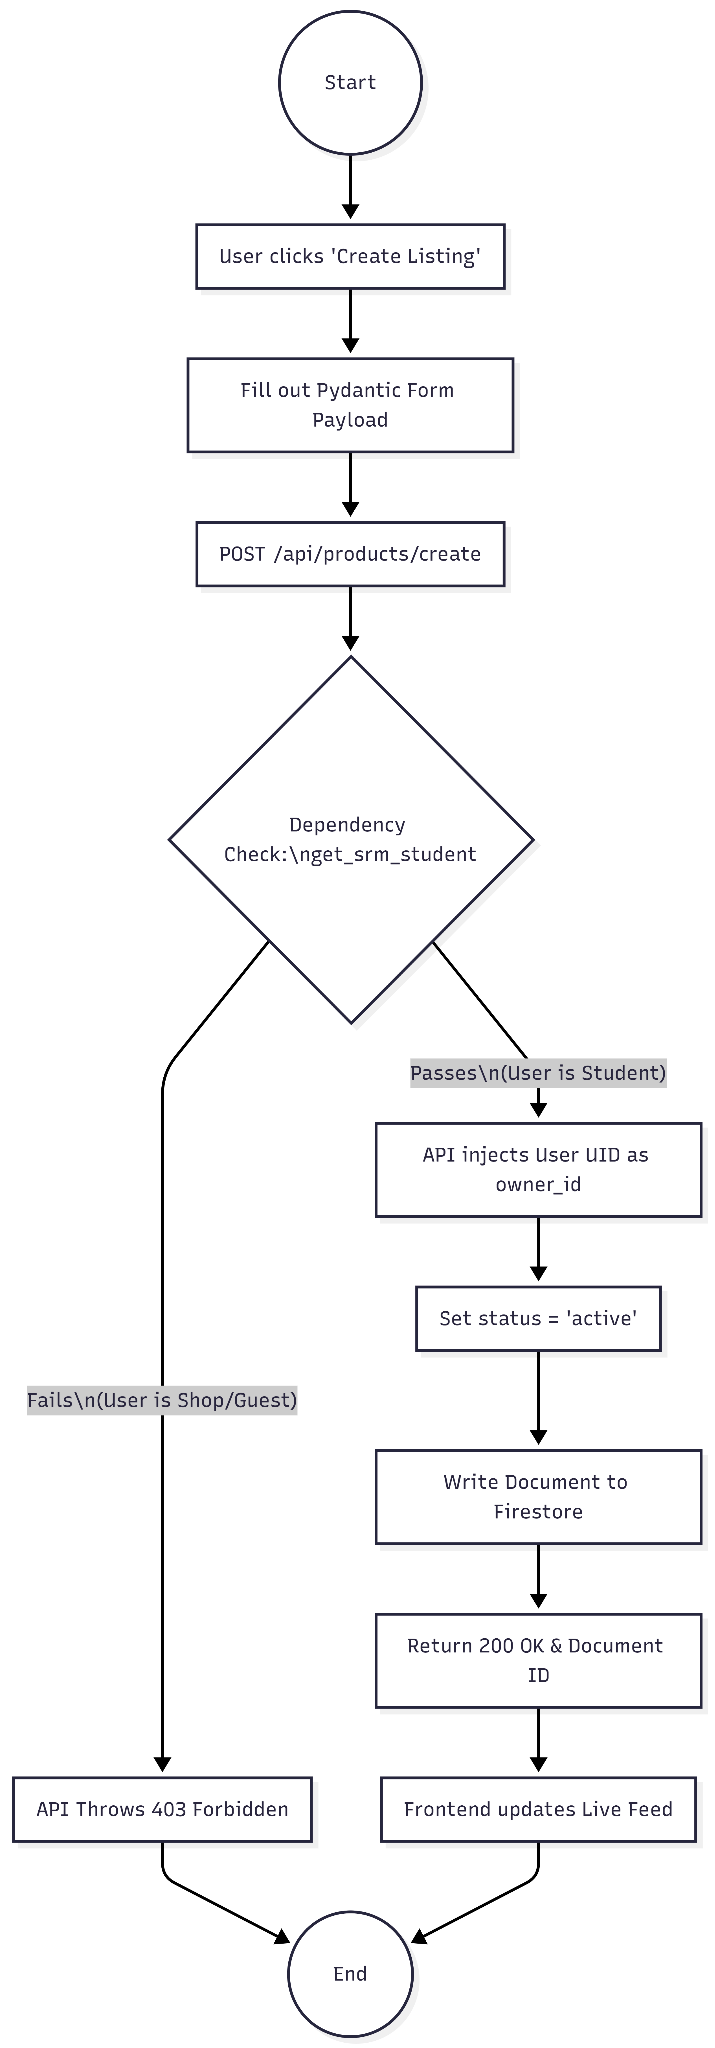 Start
User clicks 'Create Listing'
Fill out Pydantic Form
Payload
POST /api/products/create
Dependency
Check:\nget_srm_student
Passes\n(User is Student)
API injects User UID as
owner_id
Set status = 'active'
Fails\n(User is Shop/Guest)
Write Document to
Firestore
Return 200 OK & Document
ID
API Throws 403 Forbidden
Frontend updates Live Feed
End